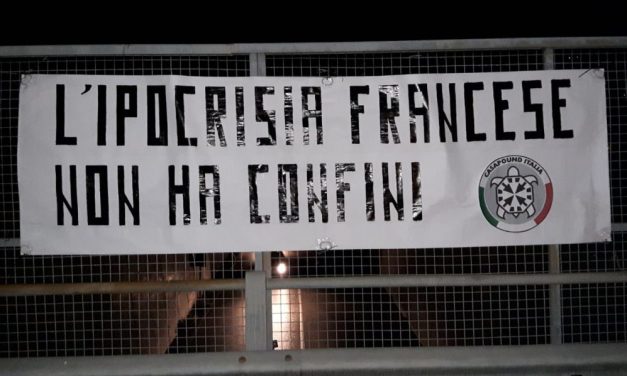 L'IPOCRISIA FRANCESE
NON HA CONFINI
CASAPOUND ITALIA